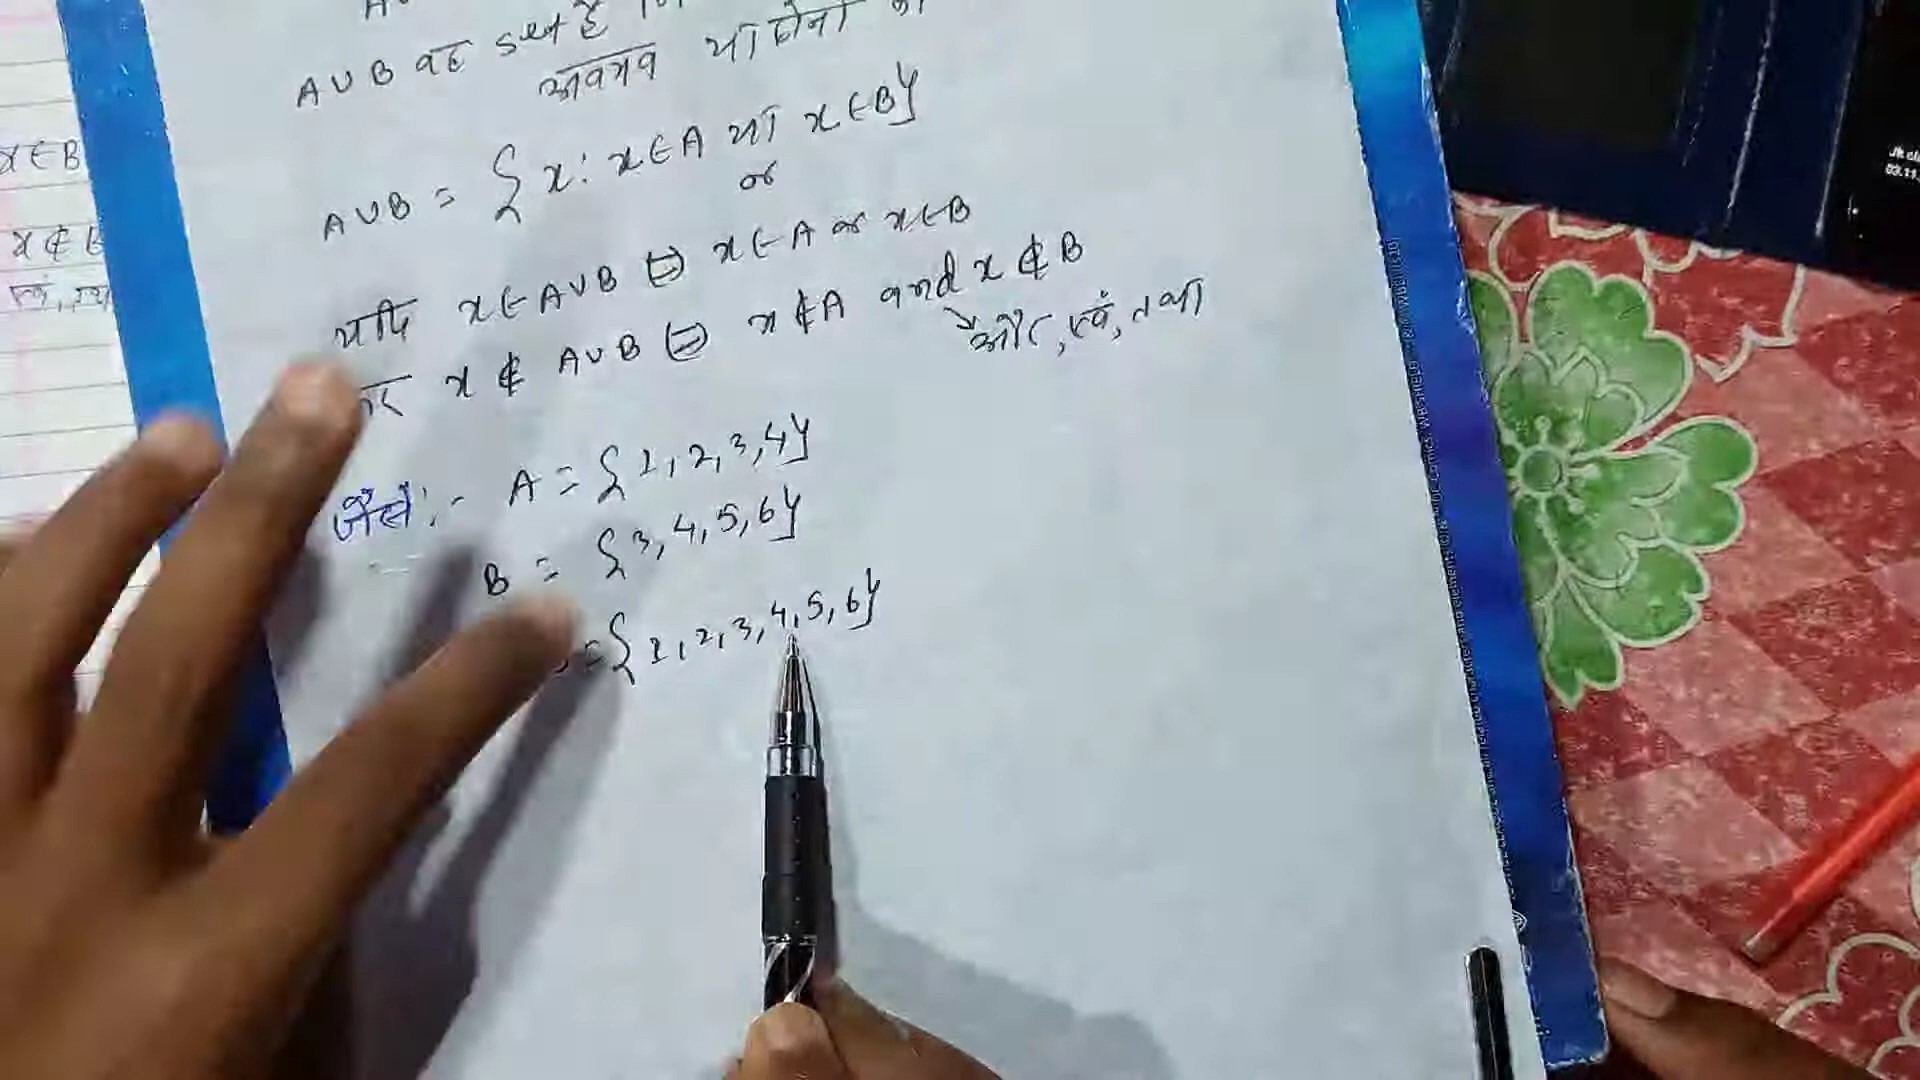 A∪B वह set है
अवयव या दोनों
A∪B = {x: x∈A या x∈B}
or
यदि x∈A∪B ⇔ x∈A or x∈B
x∉A∪B ⇔ x∉A and x∉B
और, एवं, तथा
जैसे:- A = {1, 2, 3, 4}
B = {3, 4, 5, 6}
= {1, 2, 3, 4, 5, 6}
x∈B
x∉B